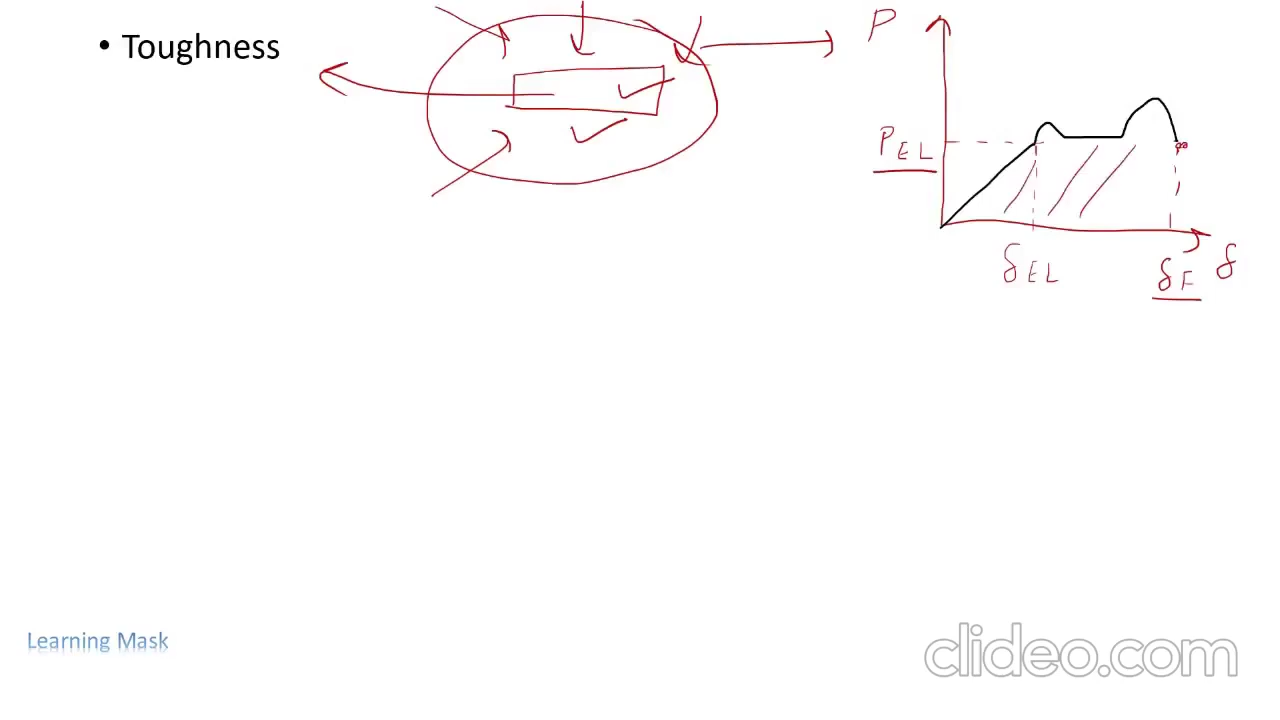 • Toughness
P
P_EL
δ_EL
δ_F
δ
Learning Mask
clideo.com